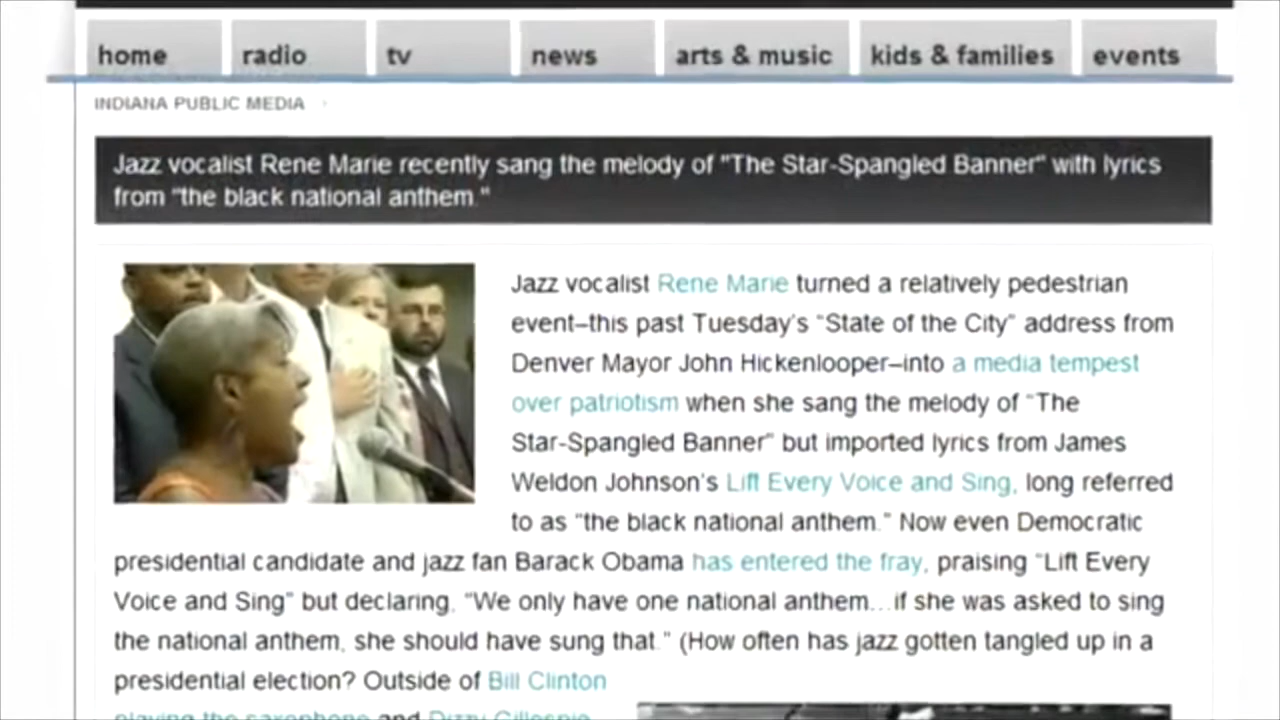 home radio tv news arts & music kids & families events
INDIANA PUBLIC MEDIA
Jazz vocalist Rene Marie recently sang the melody of "The Star-Spangled Banner" with lyrics
from "the black national anthem."
Jazz vocalist Rene Marie turned a relatively pedestrian
event–this past Tuesday's "State of the City" address from
Denver Mayor John Hickenlooper–into a media tempest
over patriotism when she sang the melody of "The
Star-Spangled Banner" but imported lyrics from James
Weldon Johnson's Lift Every Voice and Sing, long referred
to as "the black national anthem." Now even Democratic
presidential candidate and jazz fan Barack Obama has entered the fray, praising "Lift Every
Voice and Sing" but declaring, "We only have one national anthem...if she was asked to sing
the national anthem, she should have sung that." (How often has jazz gotten tangled up in a
presidential election? Outside of Bill Clinton
playing the saxophone and Dizzy Gillespie